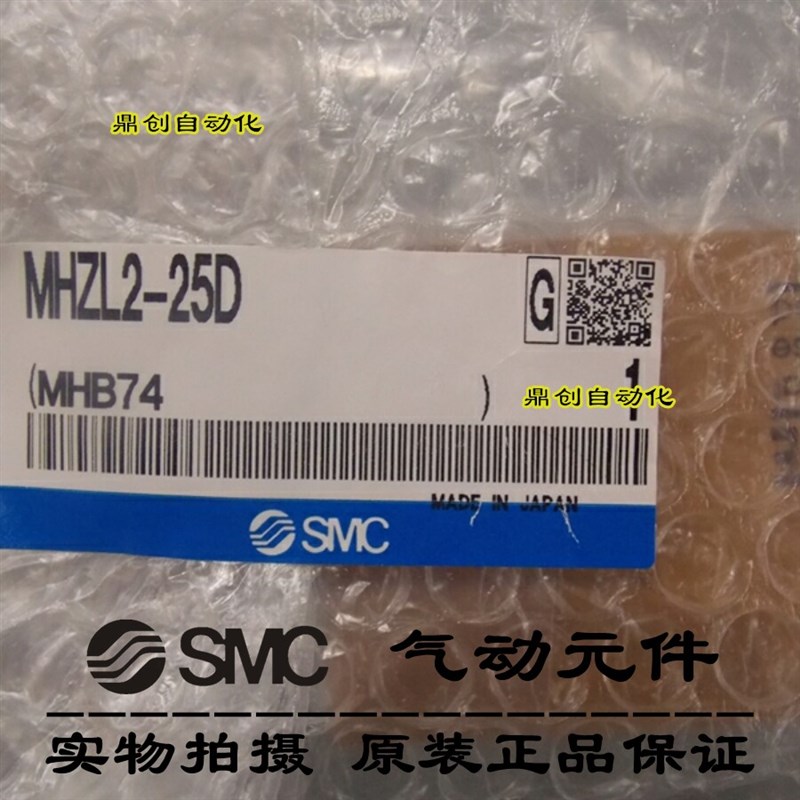 鼎创自动化
MHZL2-25D
G
(MHB74 )
1
鼎创自动化
MADE IN JAPAN
SMC
SMC 气动元件
实物拍摄 原装正品保证